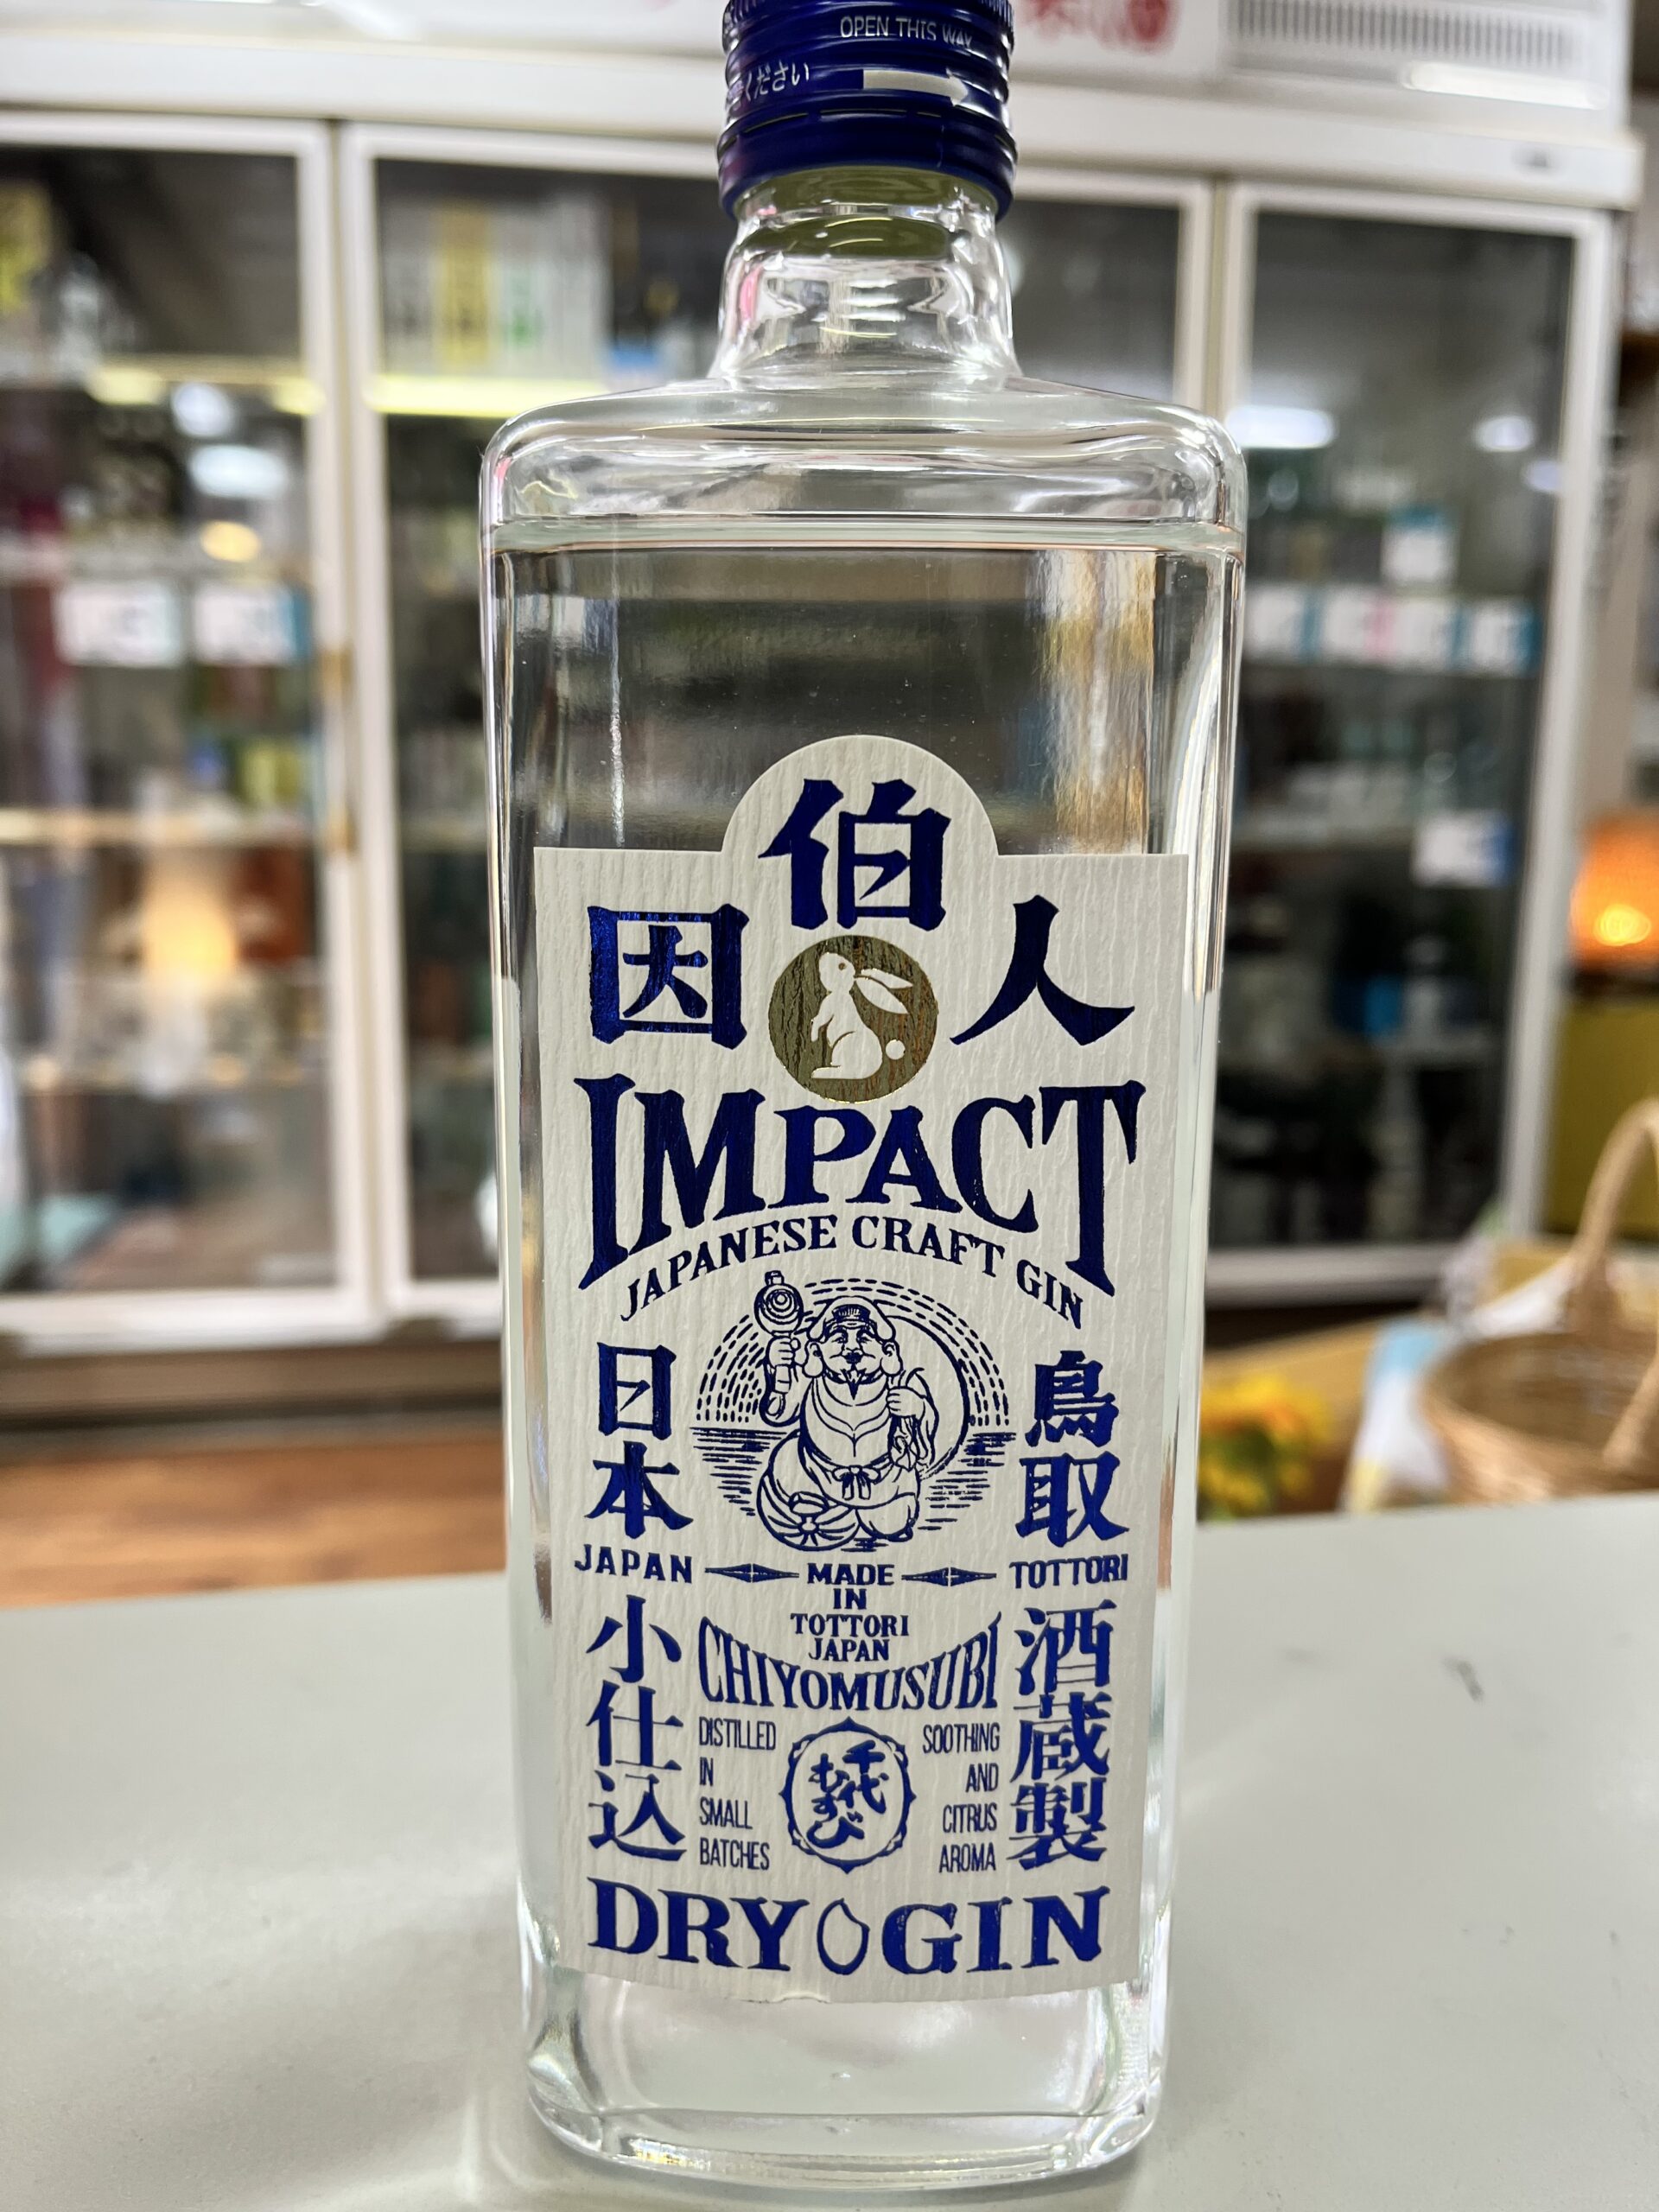 OPEN THIS WAY
ください
因伯人
IMPACT
JAPANESE CRAFT GIN
日本
鳥取
JAPAN
MADE
IN
TOTTORI
JAPAN
TOTTORI
小仕込
CHIYOMUSUBI
酒蔵製
DISTILLED
IN
SMALL
BATCHES
千代
むすび
SOOTHING
AND
CITRUS
AROMA
DRY GIN